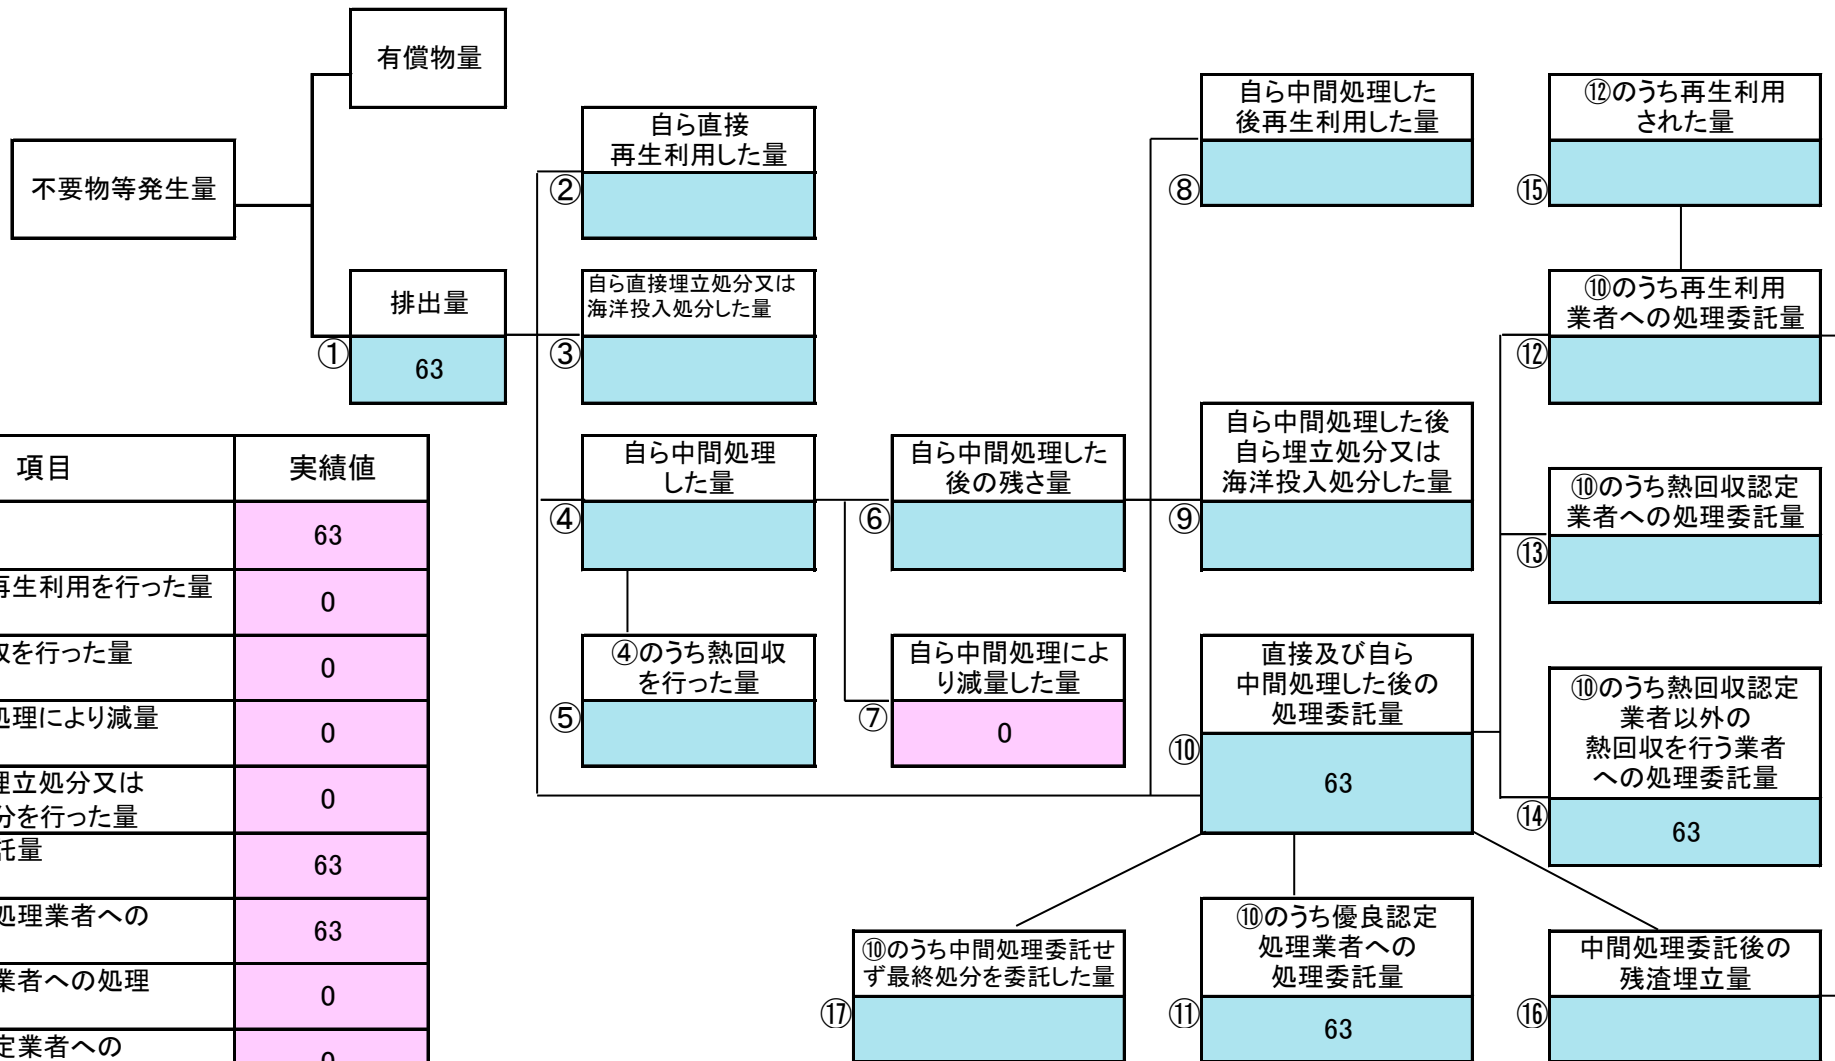 有償物量
不要物等発生量
排出量
①
63
自ら直接
再生利用した量
②
自ら直接埋立処分又は
海洋投入処分した量
③
自ら中間処理
した量
④
④のうち熱回収
を行った量
⑤
自ら中間処理した
後の残さ量
⑥
自ら中間処理によ
り減量した量
⑦
0
自ら中間処理した
後再生利用した量
⑧
自ら中間処理した後
自ら埋立処分又は
海洋投入処分した量
⑨
直接及び自ら
中間処理した後の
処理委託量
⑩
63
⑫のうち再生利用
された量
⑮
⑩のうち再生利用
業者への処理委託量
⑫
⑩のうち熱回収認定
業者への処理委託量
⑬
⑩のうち熱回収認定
業者以外の
熱回収を行う業者
への処理委託量
⑭
63
⑩のうち中間処理委託せ
ず最終処分を委託した量
⑰
⑩のうち優良認定
処理業者への
処理委託量
⑪
63
中間処理委託後の
残渣埋立量
⑯
項目 実績値
63
再生利用を行った量
0
を行った量
0
処理により減量
0
埋立処分又は
分を行った量
0
託量
63
処理業者への
63
業者への処理
0
定業者への
0